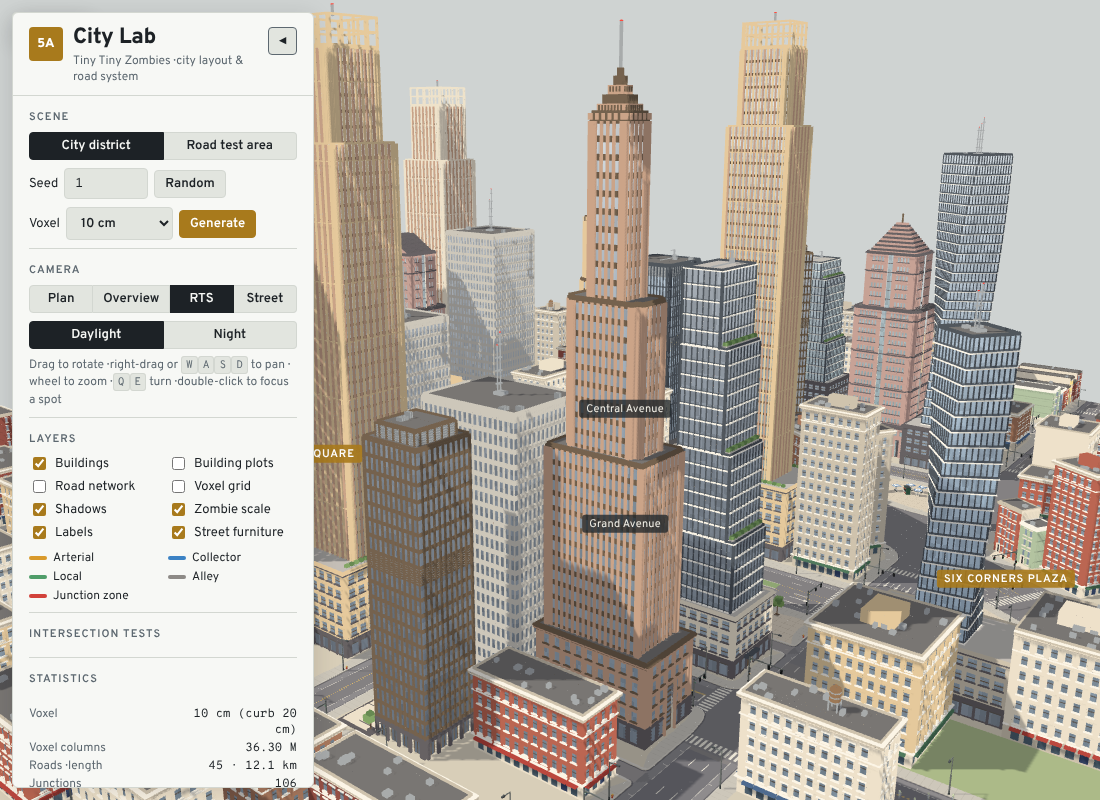 5A
City Lab
Tiny Tiny Zombies · city layout &
road system
◄
SCENE
City district
Road test area
Seed 1 Random
Voxel 10 cm Generate
CAMERA
Plan Overview RTS Street
Daylight Night
Drag to rotate · right-drag or W A S D to pan ·
wheel to zoom · Q E turn · double-click to focus
a spot
LAYERS
Buildings Building plots
Road network Voxel grid
Shadows Zombie scale
Labels Street furniture
Arterial Collector
Local Alley
Junction zone
INTERSECTION TESTS
STATISTICS
Voxel 10 cm (curb 20
cm)
Voxel columns 36.30 M
Roads · length 45 · 12.1 km
Junctions 106
Central Avenue
QUARE
Grand Avenue
SIX CORNERS PLAZA